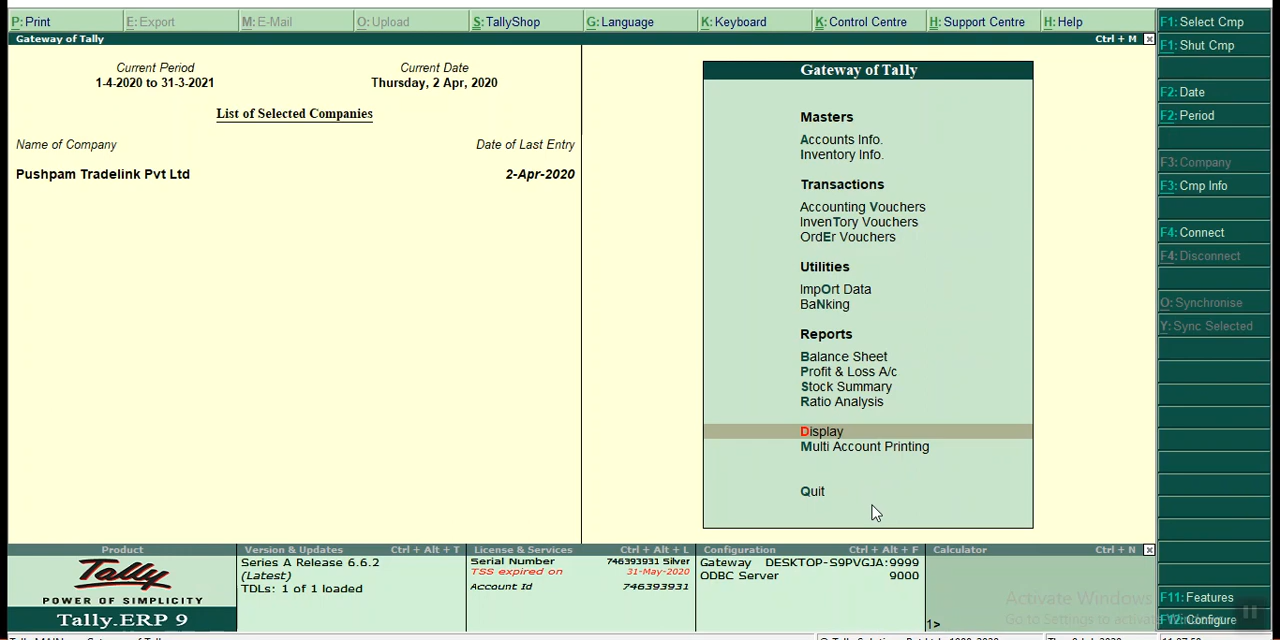 P: Print E: Export M: E-Mail O: Upload S: TallyShop G: Language K: Keyboard K: Control Centre H: Support Centre H: Help
Gateway of Tally Ctrl + M
Current Period Current Date
1-4-2020 to 31-3-2021 Thursday, 2 Apr, 2020
List of Selected Companies
Name of Company Date of Last Entry
Pushpam Tradelink Pvt Ltd 2-Apr-2020
Gateway of Tally
Masters
Accounts Info.
Inventory Info.
Transactions
Accounting Vouchers
InvenTory Vouchers
OrdEr Vouchers
Utilities
ImpOrt Data
BaNking
Reports
Balance Sheet
Profit & Loss A/c
Stock Summary
Ratio Analysis
Display
Multi Account Printing
Quit
F1: Select Cmp
F1: Shut Cmp
F2: Date
F2: Period
F3: Company
F3: Cmp Info
F4: Connect
F4: Disconnect
O: Synchronise
Y: Sync Selected
F11: Features
F12: Configure
Product
Tally
POWER OF SIMPLICITY
Tally.ERP 9
Version & Updates Ctrl + Alt + T
Series A Release 6.6.2
(Latest)
TDLs: 1 of 1 loaded
License & Services Ctrl + Alt + L
Serial Number 746393931 Silver
TSS expired on 31-May-2020
Account Id 746393931
Configuration Ctrl + Alt + F
Gateway DESKTOP-S9PVGJA:9999
ODBC Server 9000
Calculator Ctrl + N
1>
Activate Windows
Go to Settings to activate